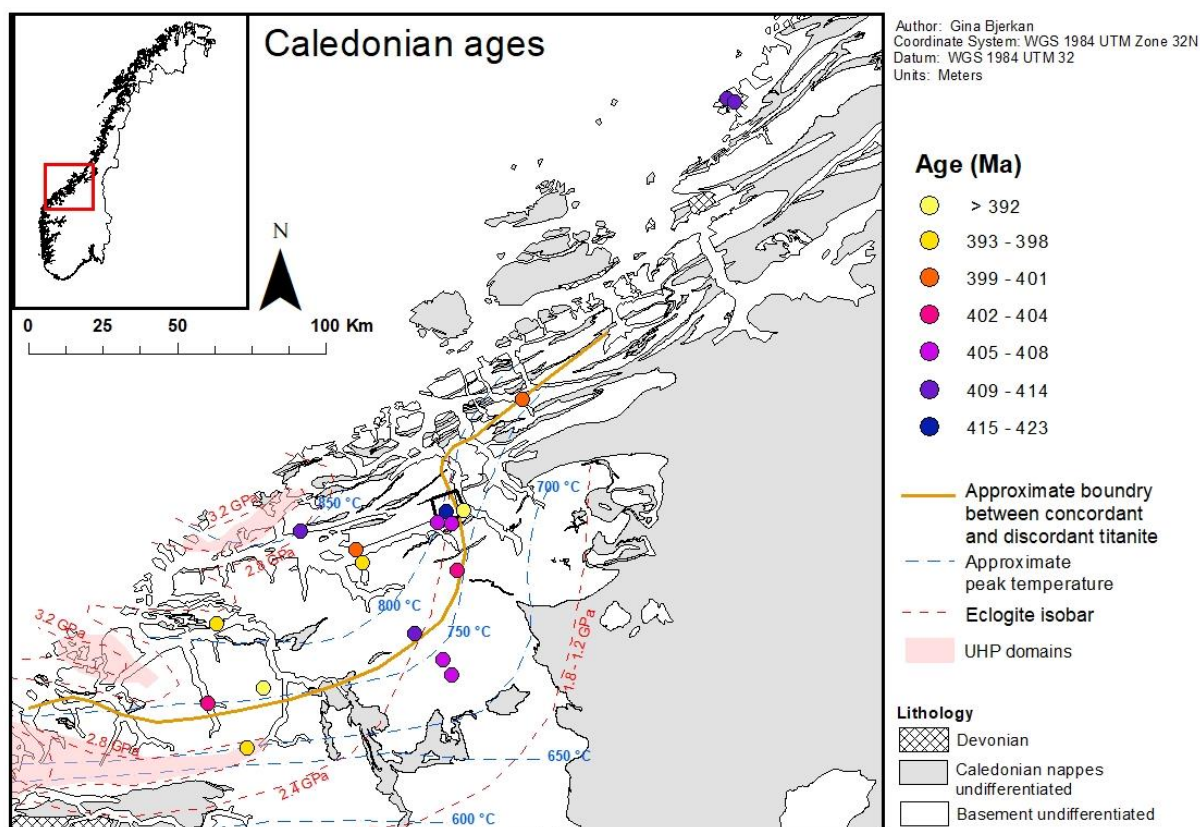 Caledonian ages
Author: Gina Bjerkan
Coordinate System: WGS 1984 UTM Zone 32N
Datum: WGS 1984 UTM 32
Units: Meters
N
0 25 50 100 Km
Age (Ma)
> 392
393 - 398
399 - 401
402 - 404
405 - 408
409 - 414
415 - 423
Approximate boundry
between concordant
and discordant titanite
Approximate
peak temperature
Eclogite isobar
UHP domains
Lithology
Devonian
Caledonian nappes
undifferentiated
Basement undifferentiated
3.2 GPa
850 °C
700 °C
2.8 GPa
800 °C
3.2 GPa
750 °C
1.8 - 1.2 GPa
2.8 GPa
650 °C
2.4 GPa
600 °C